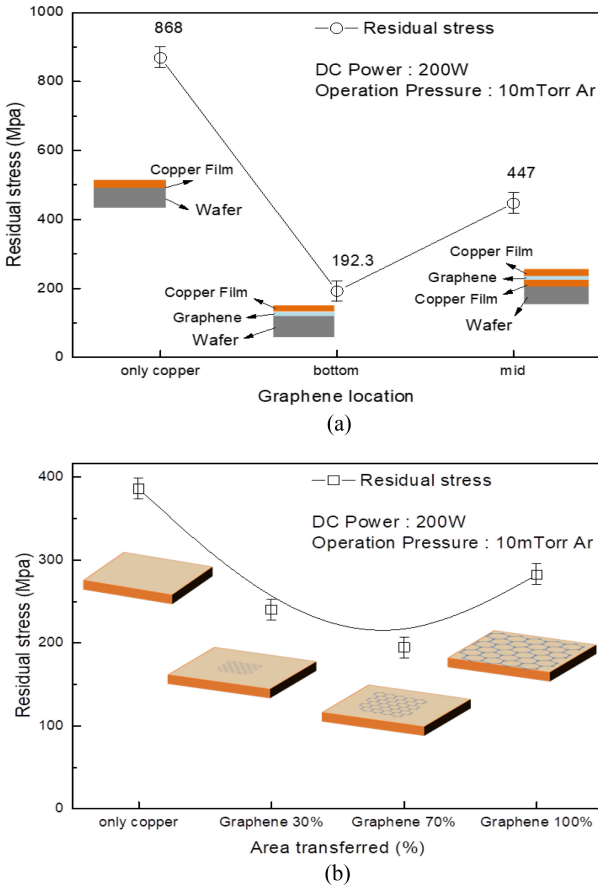 1000
800
600
400
200
0
Residual stress (Mpa)
868
Residual stress
DC Power : 200W
Operation Pressure : 10mTorr Ar
Copper Film
Wafer
192.3
Copper Film
Graphene
Wafer
447
Copper Film
Graphene
Copper Film
Wafer
only copper
bottom
mid
Graphene location
(a)
400
300
200
100
0
Residual stress (Mpa)
Residual stress
DC Power : 200W
Operation Pressure : 10mTorr Ar
only copper
Graphene 30%
Graphene 70%
Graphene 100%
Area transferred (%)
(b)